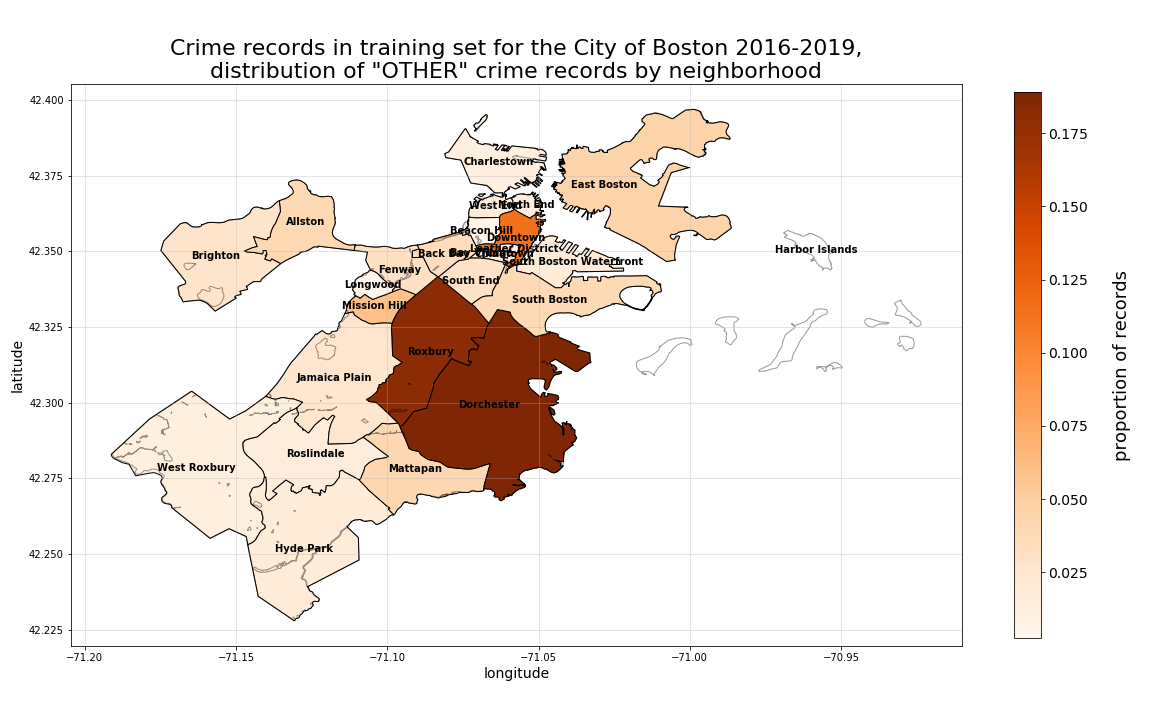 Crime records in training set for the City of Boston 2016-2019,
distribution of "OTHER" crime records by neighborhood
42.400
42.375
42.350
42.325
42.300
42.275
42.250
42.225
latitude
Charlestown
East Boston
West End
North End
Allston
Beacon Hill
Downtown
Leather District
Harbor Islands
Brighton
Back Bay
Chinatown
South Boston Waterfront
Fenway
South End
Longwood
South Boston
Mission Hill
Roxbury
Jamaica Plain
Dorchester
Roslindale
West Roxbury
Mattapan
Hyde Park
−71.20
−71.15
−71.10
−71.05
−71.00
−70.95
longitude
0.175
0.150
0.125
0.100
0.075
0.050
0.025
proportion of records